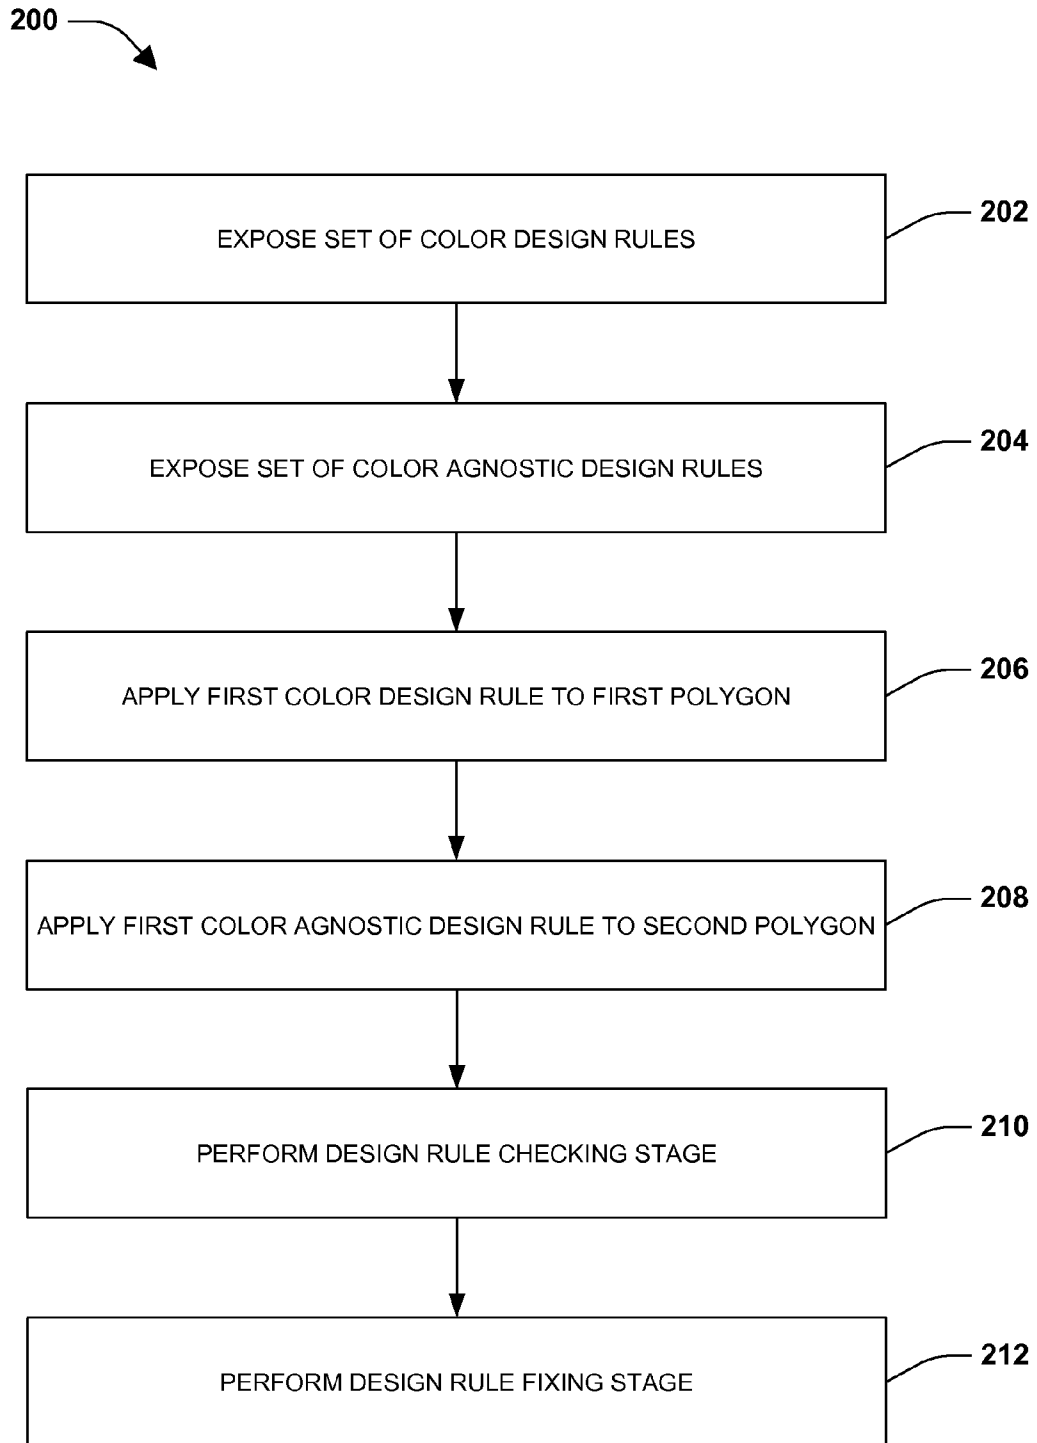 200
EXPOSE SET OF COLOR DESIGN RULES
202
EXPOSE SET OF COLOR AGNOSTIC DESIGN RULES
204
APPLY FIRST COLOR DESIGN RULE TO FIRST POLYGON
206
APPLY FIRST COLOR AGNOSTIC DESIGN RULE TO SECOND POLYGON
208
PERFORM DESIGN RULE CHECKING STAGE
210
PERFORM DESIGN RULE FIXING STAGE
212